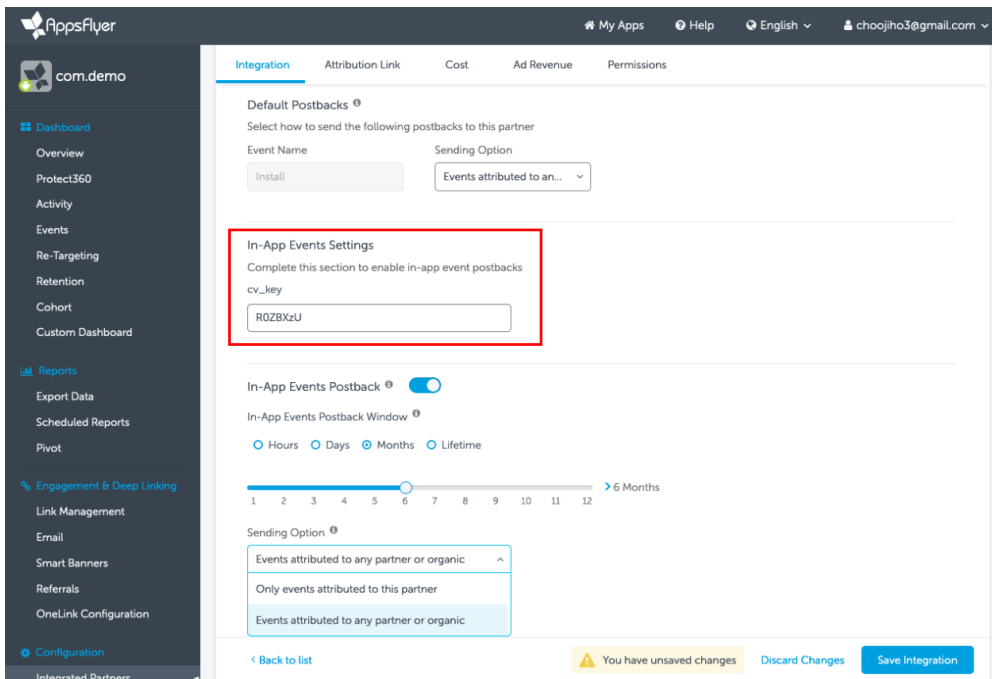 AppsFlyer
My Apps
Help
English
choojiho3@gmail.com
com.demo
Dashboard
Overview
Protect360
Activity
Events
Re-Targeting
Retention
Cohort
Custom Dashboard
Reports
Export Data
Scheduled Reports
Pivot
Engagement & Deep Linking
Link Management
Email
Smart Banners
Referrals
OneLink Configuration
Configuration
Integrated Partners
Integration
Attribution Link
Cost
Ad Revenue
Permissions
Default Postbacks
Select how to send the following postbacks to this partner
Event Name
Sending Option
Install
Events attributed to an...
In-App Events Settings
Complete this section to enable in-app event postbacks
cv_key
R0ZBXzU
In-App Events Postback
In-App Events Postback Window
Hours Days Months Lifetime
1 2 3 4 5 6 7 8 9 10 11 12
6 Months
Sending Option
Events attributed to any partner or organic
Only events attributed to this partner
Events attributed to any partner or organic
< Back to list
You have unsaved changes
Discard Changes
Save Integration